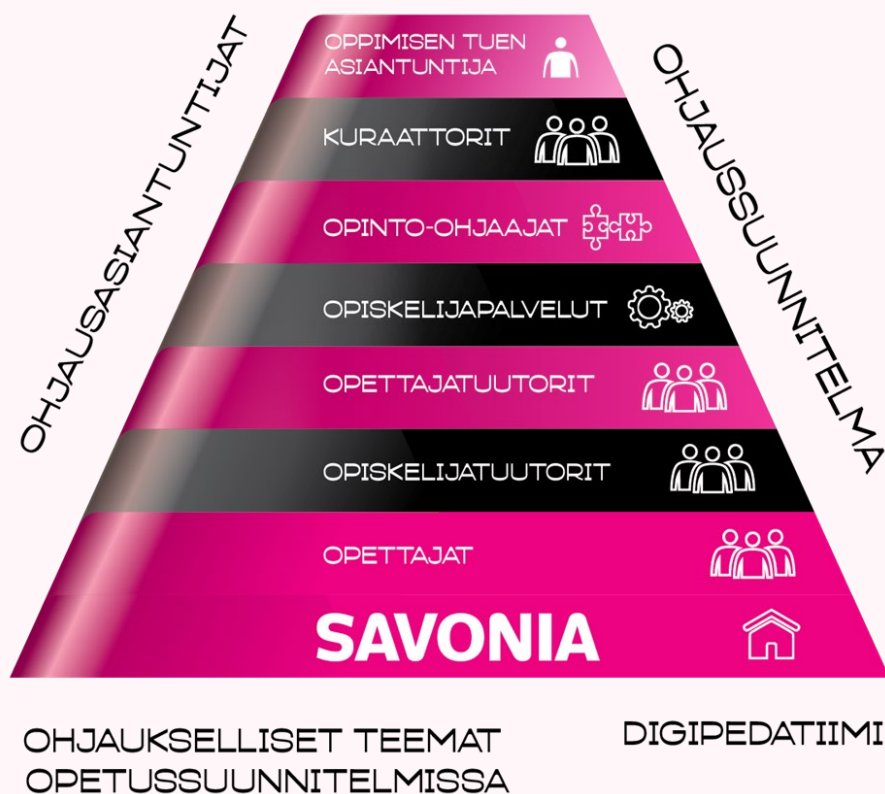 OHJAUSASIANTUNTIJAT
OHJAUSSUUNNITELMA
OPPIMISEN TUEN
ASIANTUNTIJA
KURAATTORIT
OPINTO-OHJAAJAT
OPISKELIJAPALVELUT
OPETTAJATUUTORIT
OPISKELIJATUUTORIT
OPETTAJAT
SAVONIA
OHJAUKSELLISET TEEMAT
OPETUSSUUNNITELMISSA
DIGIPEDATIIMI